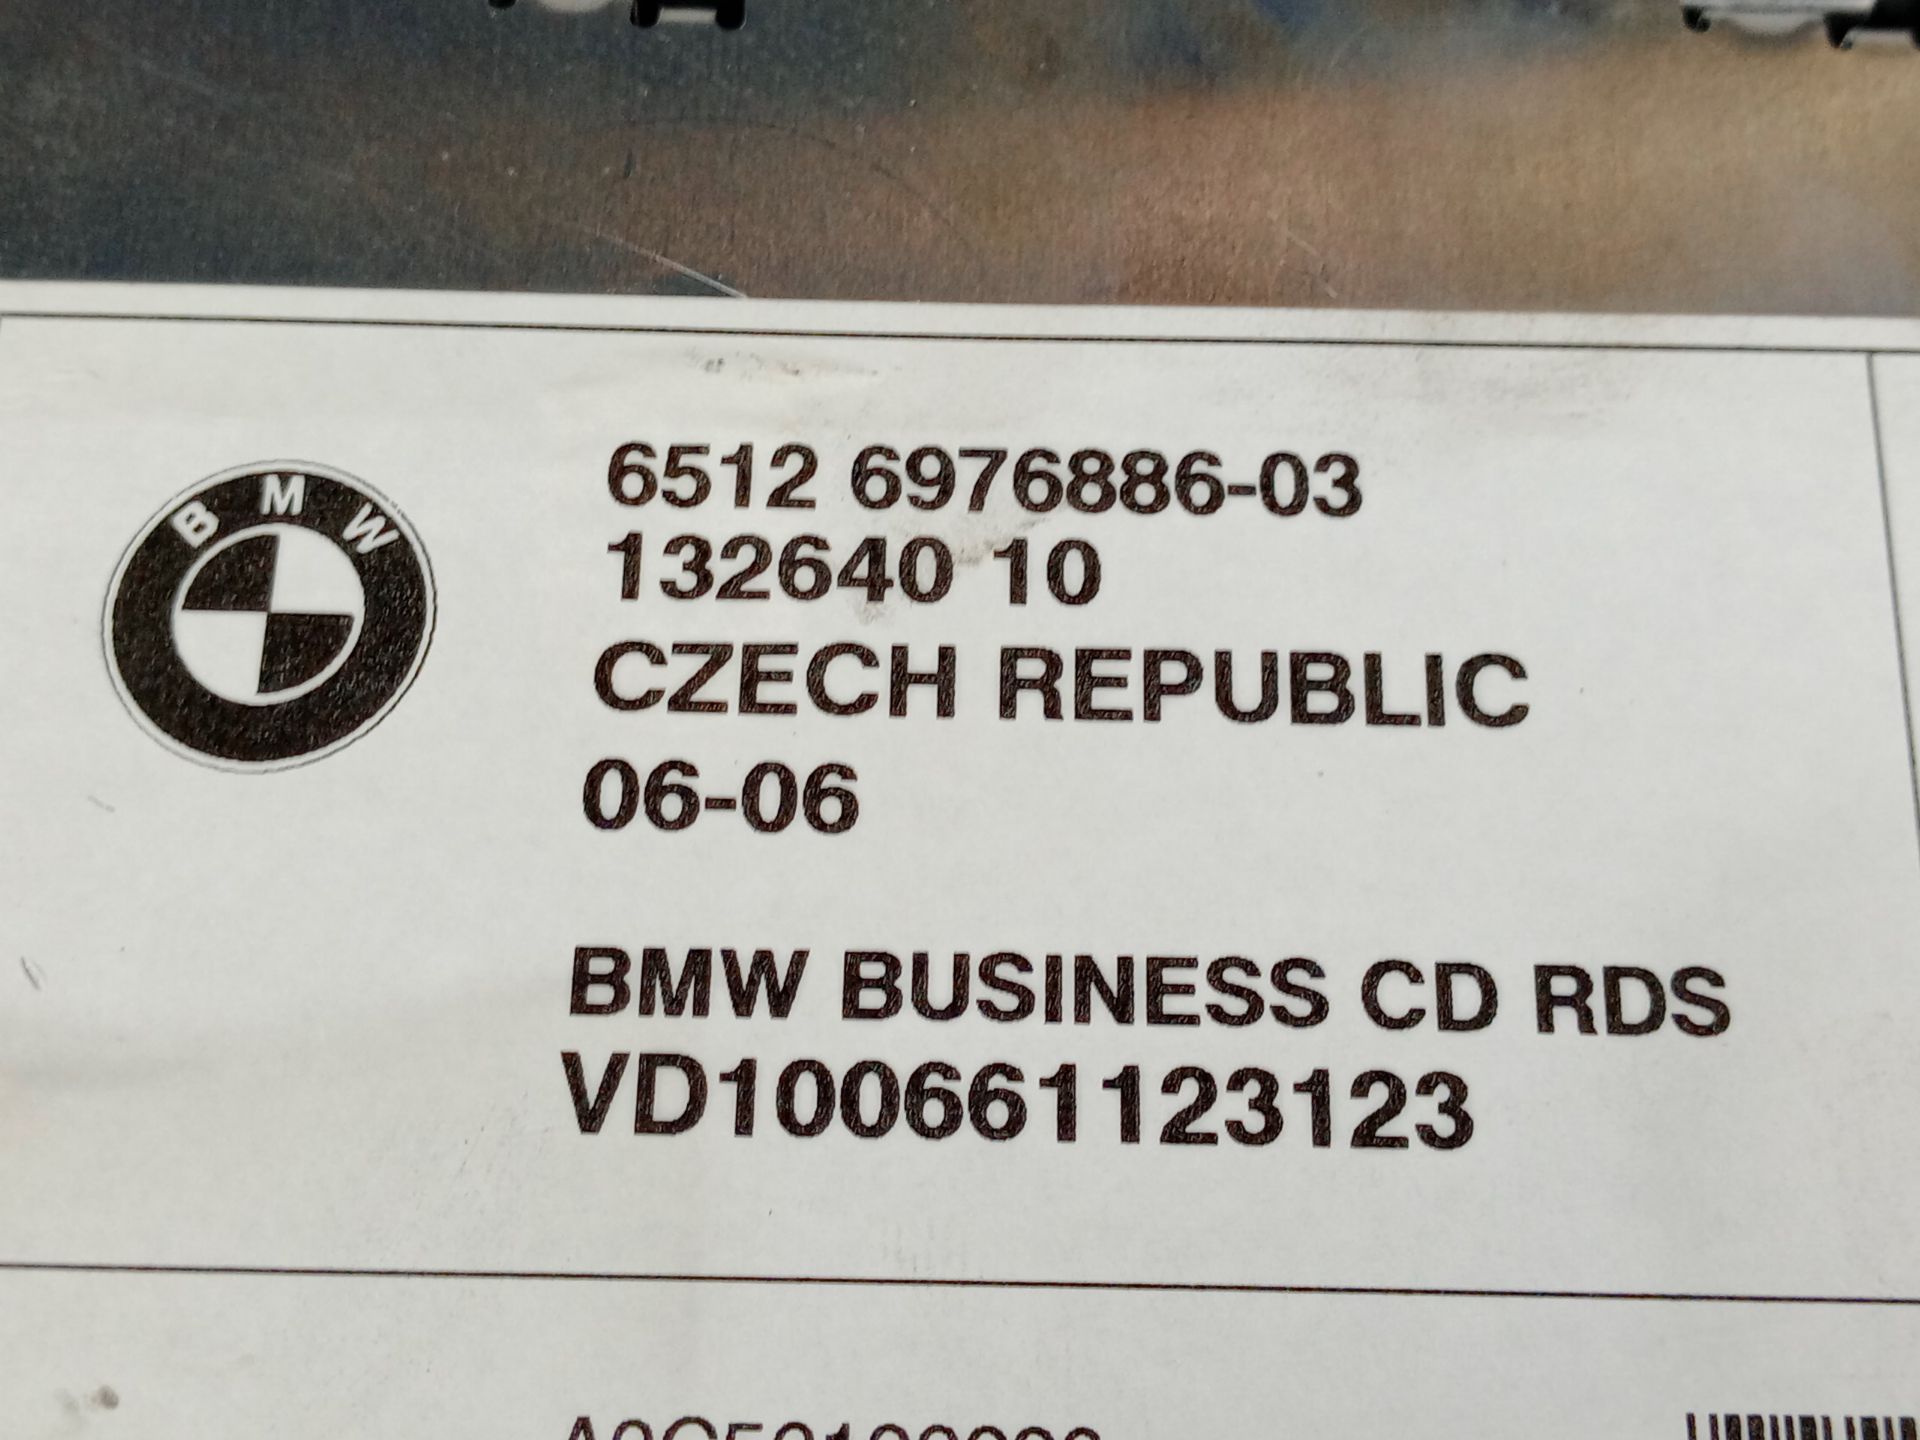 BMW
6512 6976886-03
132640 10
CZECH REPUBLIC
06-06
BMW BUSINESS CD RDS
VD100661123123